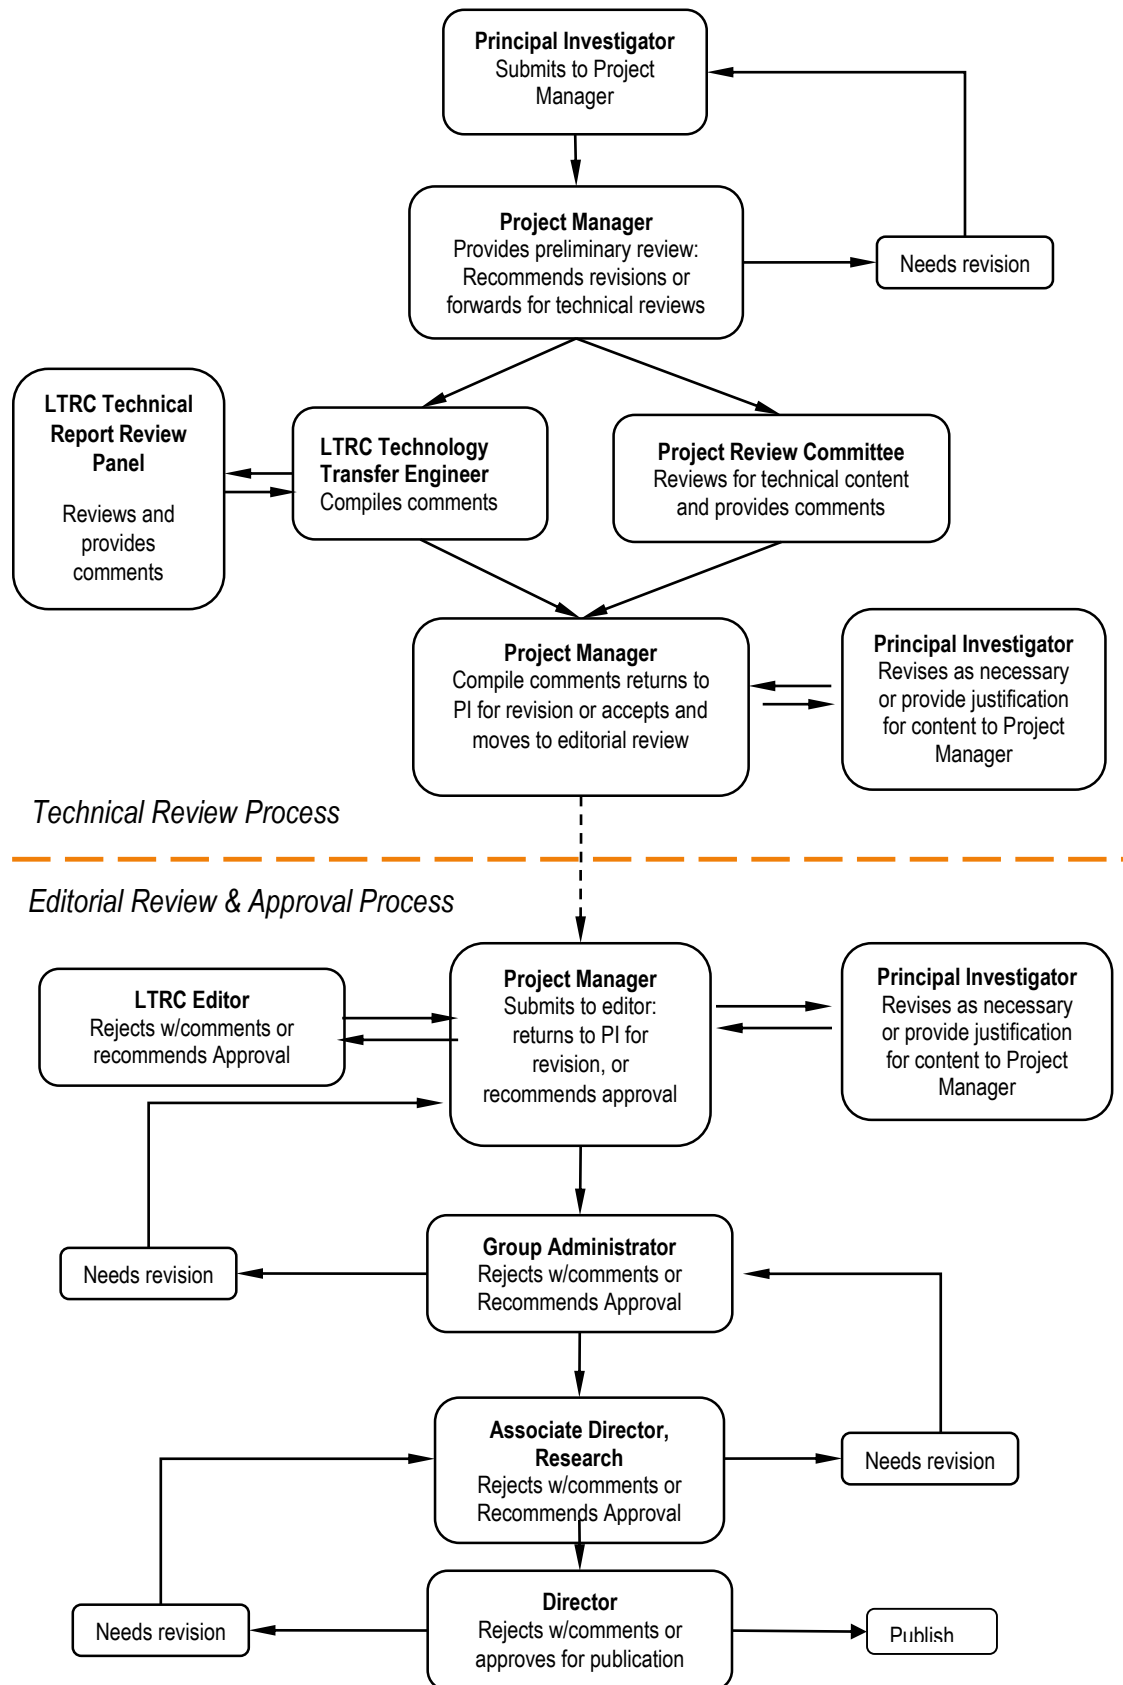 Principal Investigator
Submits to Project
Manager
Project Manager
Provides preliminary review:
Recommends revisions or
forwards for technical reviews
Needs revision
LTRC Technical
Report Review
Panel
Reviews and
provides
comments
LTRC Technology
Transfer Engineer
Compiles comments
Project Review Committee
Reviews for technical content
and provides comments
Project Manager
Compile comments returns to
PI for revision or accepts and
moves to editorial review
Principal Investigator
Revises as necessary
or provide justification
for content to Project
Manager
Technical Review Process
Editorial Review & Approval Process
LTRC Editor
Rejects w/comments or
recommends Approval
Project Manager
Submits to editor:
returns to PI for
revision, or
recommends approval
Principal Investigator
Revises as necessary
or provide justification
for content to Project
Manager
Needs revision
Group Administrator
Rejects w/comments or
Recommends Approval
Associate Director,
Research
Rejects w/comments or
Recommends Approval
Needs revision
Needs revision
Director
Rejects w/comments or
approves for publication
Publish